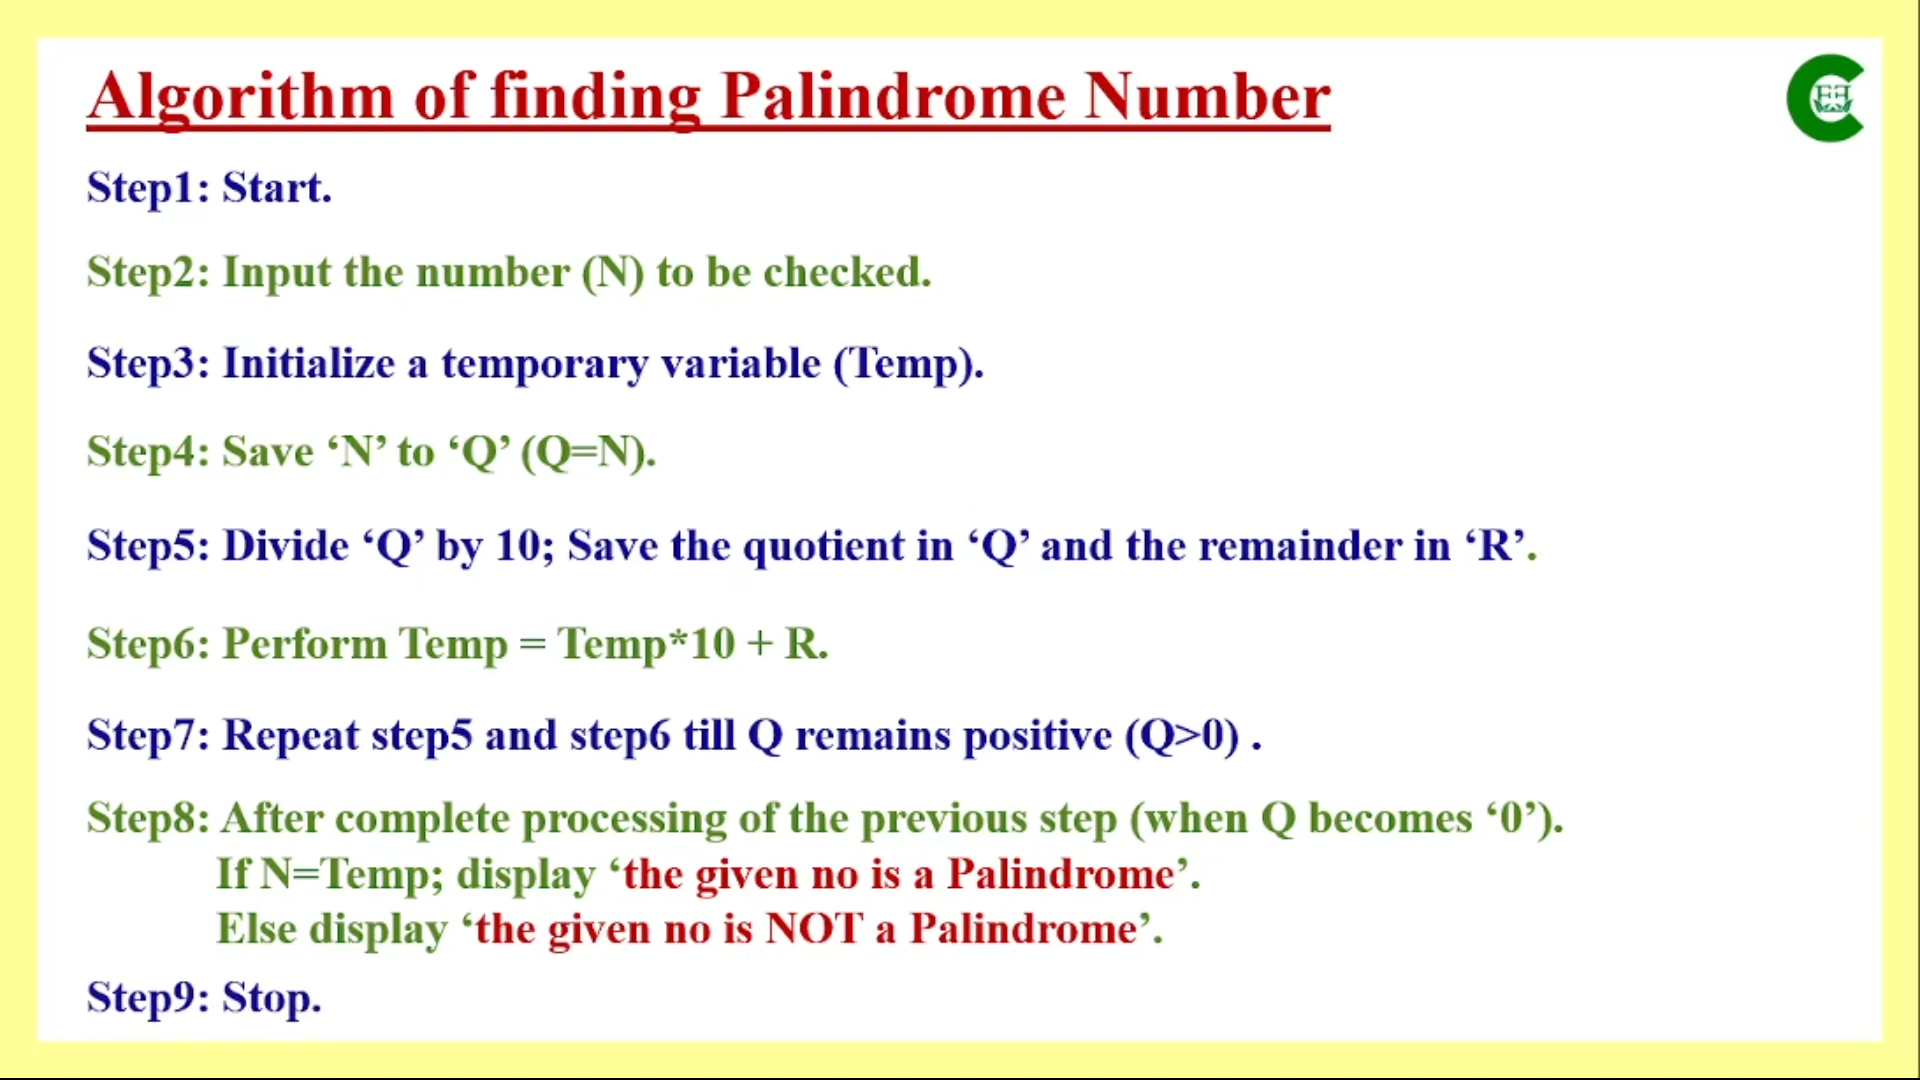 Algorithm of finding Palindrome Number
Step1: Start.
Step2: Input the number (N) to be checked.
Step3: Initialize a temporary variable (Temp).
Step4: Save ‘N’ to ‘Q’ (Q=N).
Step5: Divide ‘Q’ by 10; Save the quotient in ‘Q’ and the remainder in ‘R’.
Step6: Perform Temp = Temp*10 + R.
Step7: Repeat step5 and step6 till Q remains positive (Q>0) .
Step8: After complete processing of the previous step (when Q becomes ‘0’).
If N=Temp; display ‘the given no is a Palindrome’.
Else display ‘the given no is NOT a Palindrome’.
Step9: Stop.